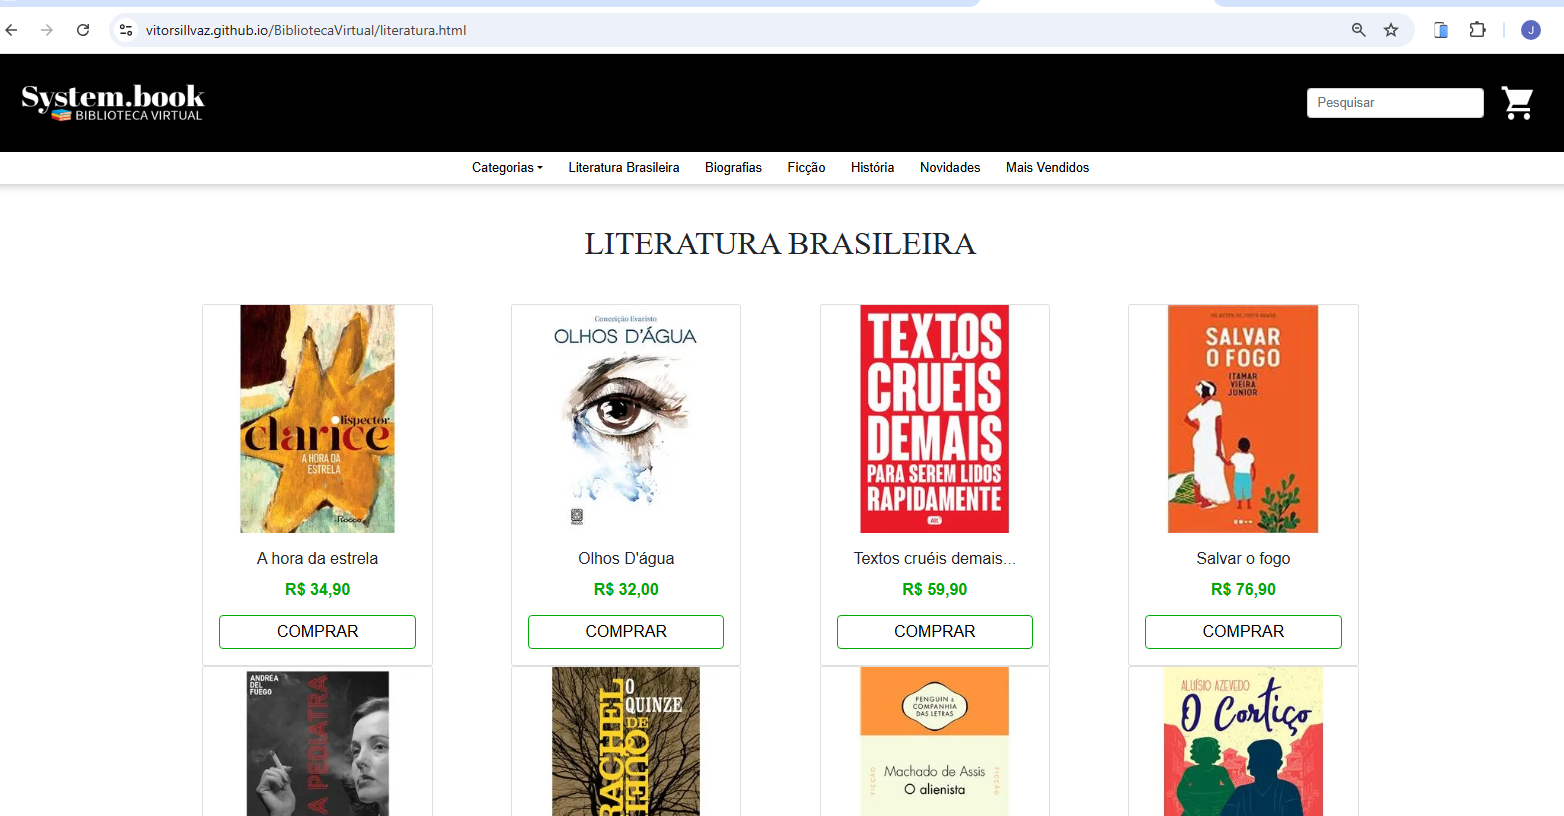 vitorsillvaz.github.io/BibliotecaVirtual/literatura.html
J
System.book
BIBLIOTECA VIRTUAL
Pesquisar
Categorias
Literatura Brasileira
Biografias
Ficção
História
Novidades
Mais Vendidos
LITERATURA BRASILEIRA
lispector
clarice
A HORA DA
ESTRELA
Rocco
Conceição Evaristo
OLHOS D'ÁGUA
TEXTOS
CRUÉIS
DEMAIS
PARA SEREM LIDOS
RAPIDAMENTE
Alt
SALVAR
O FOGO
ITAMAR
VIEIRA
JUNIOR
A hora da estrela
Olhos D'água
Textos cruéis demais...
Salvar o fogo
R$ 34,90
R$ 32,00
R$ 59,90
R$ 76,90
COMPRAR
COMPRAR
COMPRAR
COMPRAR
ANDREA
DEL
FUEGO
A PEDIATRA
O
QUINZE
RACHEL
DE
QUEI
PENGUIN &
COMPANHIA
DAS LETRAS
FICÇÃO
Machado de Assis
O alienista
FICÇÃO
ALUÍSIO AZEVEDO
O Cortiço